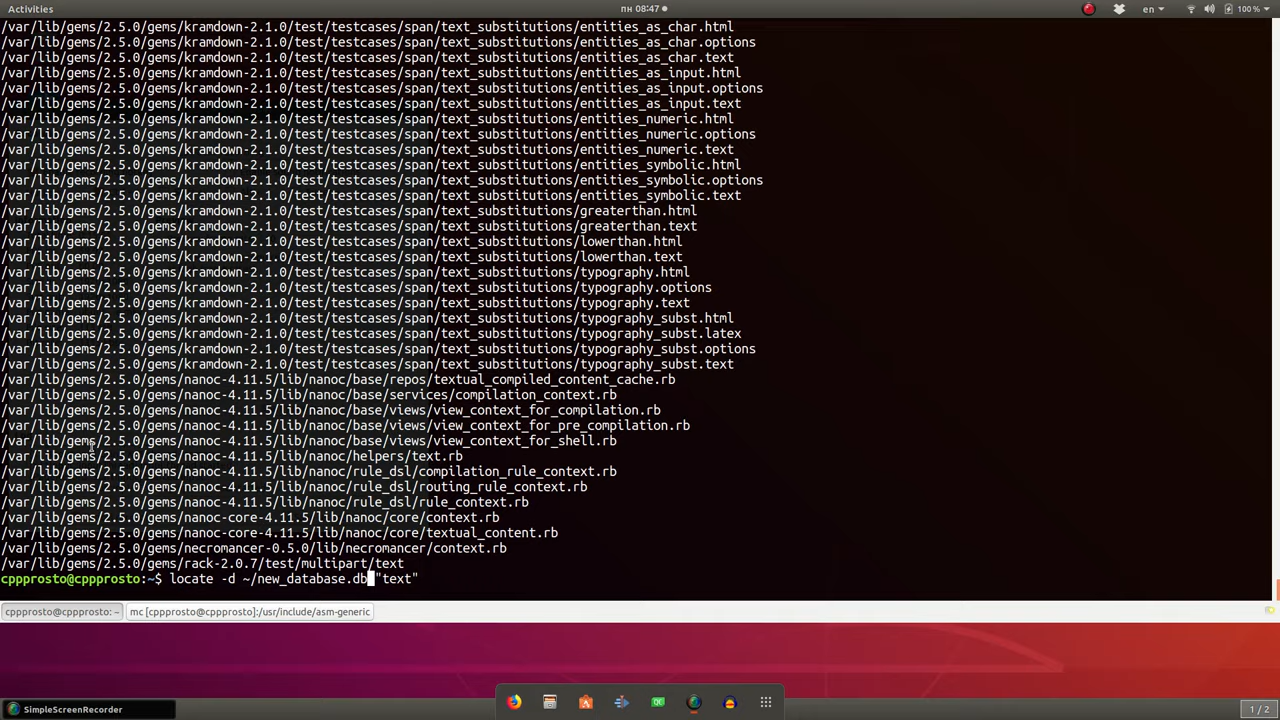 Activities
пн 08:47
en
100 %
/var/lib/gems/2.5.0/gems/kramdown-2.1.0/test/testcases/span/text_substitutions/entities_as_char.html
/var/lib/gems/2.5.0/gems/kramdown-2.1.0/test/testcases/span/text_substitutions/entities_as_char.options
/var/lib/gems/2.5.0/gems/kramdown-2.1.0/test/testcases/span/text_substitutions/entities_as_char.text
/var/lib/gems/2.5.0/gems/kramdown-2.1.0/test/testcases/span/text_substitutions/entities_as_input.html
/var/lib/gems/2.5.0/gems/kramdown-2.1.0/test/testcases/span/text_substitutions/entities_as_input.options
/var/lib/gems/2.5.0/gems/kramdown-2.1.0/test/testcases/span/text_substitutions/entities_as_input.text
/var/lib/gems/2.5.0/gems/kramdown-2.1.0/test/testcases/span/text_substitutions/entities_numeric.html
/var/lib/gems/2.5.0/gems/kramdown-2.1.0/test/testcases/span/text_substitutions/entities_numeric.options
/var/lib/gems/2.5.0/gems/kramdown-2.1.0/test/testcases/span/text_substitutions/entities_numeric.text
/var/lib/gems/2.5.0/gems/kramdown-2.1.0/test/testcases/span/text_substitutions/entities_symbolic.html
/var/lib/gems/2.5.0/gems/kramdown-2.1.0/test/testcases/span/text_substitutions/entities_symbolic.options
/var/lib/gems/2.5.0/gems/kramdown-2.1.0/test/testcases/span/text_substitutions/entities_symbolic.text
/var/lib/gems/2.5.0/gems/kramdown-2.1.0/test/testcases/span/text_substitutions/greaterthan.html
/var/lib/gems/2.5.0/gems/kramdown-2.1.0/test/testcases/span/text_substitutions/greaterthan.text
/var/lib/gems/2.5.0/gems/kramdown-2.1.0/test/testcases/span/text_substitutions/lowerthan.html
/var/lib/gems/2.5.0/gems/kramdown-2.1.0/test/testcases/span/text_substitutions/lowerthan.text
/var/lib/gems/2.5.0/gems/kramdown-2.1.0/test/testcases/span/text_substitutions/typography.html
/var/lib/gems/2.5.0/gems/kramdown-2.1.0/test/testcases/span/text_substitutions/typography.options
/var/lib/gems/2.5.0/gems/kramdown-2.1.0/test/testcases/span/text_substitutions/typography.text
/var/lib/gems/2.5.0/gems/kramdown-2.1.0/test/testcases/span/text_substitutions/typography_subst.html
/var/lib/gems/2.5.0/gems/kramdown-2.1.0/test/testcases/span/text_substitutions/typography_subst.latex
/var/lib/gems/2.5.0/gems/kramdown-2.1.0/test/testcases/span/text_substitutions/typography_subst.options
/var/lib/gems/2.5.0/gems/kramdown-2.1.0/test/testcases/span/text_substitutions/typography_subst.text
/var/lib/gems/2.5.0/gems/nanoc-4.11.5/lib/nanoc/base/repos/textual_compiled_content_cache.rb
/var/lib/gems/2.5.0/gems/nanoc-4.11.5/lib/nanoc/base/services/compilation_context.rb
/var/lib/gems/2.5.0/gems/nanoc-4.11.5/lib/nanoc/base/views/view_context_for_compilation.rb
/var/lib/gems/2.5.0/gems/nanoc-4.11.5/lib/nanoc/base/views/view_context_for_pre_compilation.rb
/var/lib/gems/2.5.0/gems/nanoc-4.11.5/lib/nanoc/base/views/view_context_for_shell.rb
/var/lib/gems/2.5.0/gems/nanoc-4.11.5/lib/nanoc/helpers/text.rb
/var/lib/gems/2.5.0/gems/nanoc-4.11.5/lib/nanoc/rule_dsl/compilation_rule_context.rb
/var/lib/gems/2.5.0/gems/nanoc-4.11.5/lib/nanoc/rule_dsl/routing_rule_context.rb
/var/lib/gems/2.5.0/gems/nanoc-4.11.5/lib/nanoc/rule_dsl/rule_context.rb
/var/lib/gems/2.5.0/gems/nanoc-core-4.11.5/lib/nanoc/core/context.rb
/var/lib/gems/2.5.0/gems/nanoc-core-4.11.5/lib/nanoc/core/textual_content.rb
/var/lib/gems/2.5.0/gems/necromancer-0.5.0/lib/necromancer/context.rb
/var/lib/gems/2.5.0/gems/rack-2.0.7/test/multipart/text
cppprosto@cppprosto:~$ locate -d ~/new_database.db "text"
cppprosto@cppprosto: ~
mc [cppprosto@cppprosto]:/usr/include/asm-generic
SimpleScreenRecorder
1 / 2